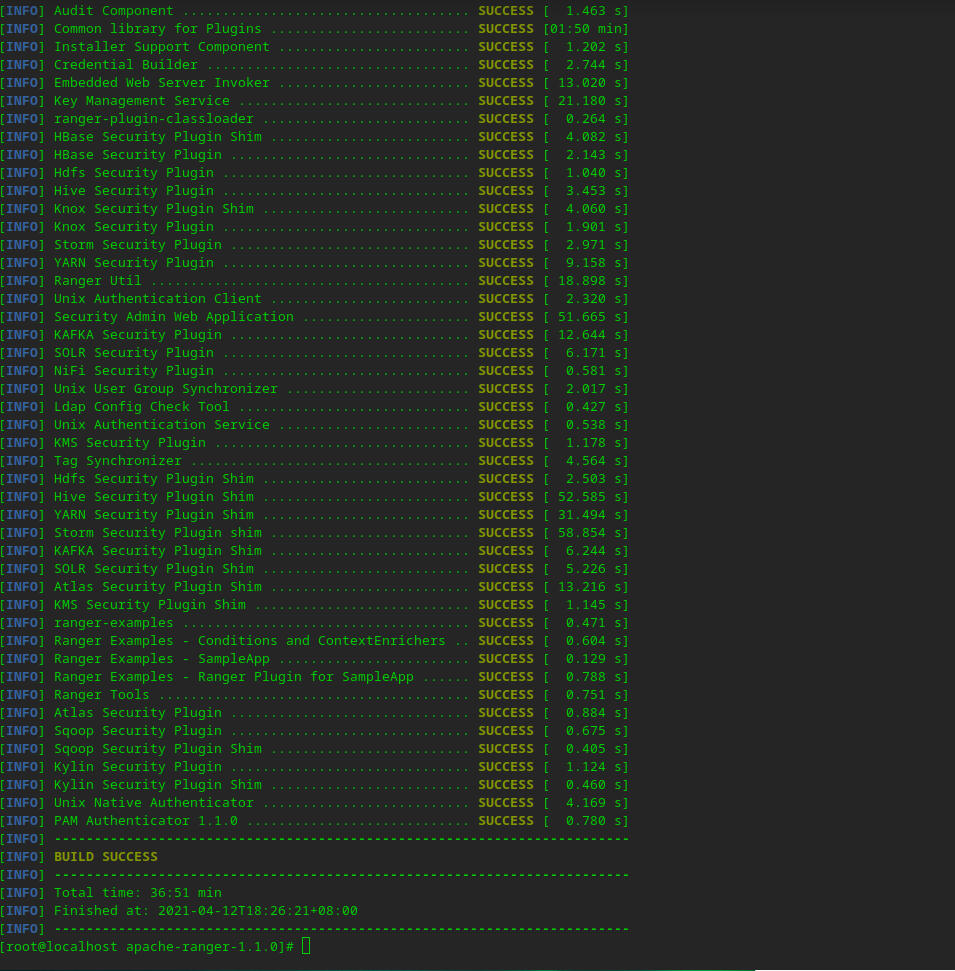 [INFO] Audit Component .................................... SUCCESS [  1.463 s]
[INFO] Common library for Plugins ......................... SUCCESS [01:50 min]
[INFO] Installer Support Component ........................ SUCCESS [  1.202 s]
[INFO] Credential Builder ................................. SUCCESS [  2.744 s]
[INFO] Embedded Web Server Invoker ........................ SUCCESS [ 13.020 s]
[INFO] Key Management Service ............................. SUCCESS [ 21.180 s]
[INFO] ranger-plugin-classloader .......................... SUCCESS [  0.264 s]
[INFO] HBase Security Plugin Shim ......................... SUCCESS [  4.082 s]
[INFO] HBase Security Plugin .............................. SUCCESS [  2.143 s]
[INFO] Hdfs Security Plugin ............................... SUCCESS [  1.040 s]
[INFO] Hive Security Plugin ............................... SUCCESS [  3.453 s]
[INFO] Knox Security Plugin Shim .......................... SUCCESS [  4.060 s]
[INFO] Knox Security Plugin ............................... SUCCESS [  1.901 s]
[INFO] Storm Security Plugin .............................. SUCCESS [  2.971 s]
[INFO] YARN Security Plugin ............................... SUCCESS [  9.158 s]
[INFO] Ranger Util ........................................ SUCCESS [ 18.898 s]
[INFO] Unix Authentication Client ......................... SUCCESS [  2.320 s]
[INFO] Security Admin Web Application ..................... SUCCESS [ 51.665 s]
[INFO] KAFKA Security Plugin .............................. SUCCESS [ 12.644 s]
[INFO] SOLR Security Plugin ............................... SUCCESS [  6.171 s]
[INFO] NiFi Security Plugin ............................... SUCCESS [  0.581 s]
[INFO] Unix User Group Synchronizer ....................... SUCCESS [  2.017 s]
[INFO] Ldap Config Check Tool ............................. SUCCESS [  0.427 s]
[INFO] Unix Authentication Service ........................ SUCCESS [  0.538 s]
[INFO] KMS Security Plugin ................................ SUCCESS [  1.178 s]
[INFO] Tag Synchronizer ................................... SUCCESS [  4.564 s]
[INFO] Hdfs Security Plugin Shim .......................... SUCCESS [  2.503 s]
[INFO] Hive Security Plugin Shim .......................... SUCCESS [ 52.585 s]
[INFO] YARN Security Plugin Shim .......................... SUCCESS [ 31.494 s]
[INFO] Storm Security Plugin shim ......................... SUCCESS [ 58.854 s]
[INFO] KAFKA Security Plugin Shim ......................... SUCCESS [  6.244 s]
[INFO] SOLR Security Plugin Shim .......................... SUCCESS [  5.226 s]
[INFO] Atlas Security Plugin Shim ......................... SUCCESS [ 13.216 s]
[INFO] KMS Security Plugin Shim ........................... SUCCESS [  1.145 s]
[INFO] ranger-examples .................................... SUCCESS [  0.471 s]
[INFO] Ranger Examples - Conditions and ContextEnrichers .. SUCCESS [  0.604 s]
[INFO] Ranger Examples - SampleApp ........................ SUCCESS [  0.129 s]
[INFO] Ranger Examples - Ranger Plugin for SampleApp ...... SUCCESS [  0.788 s]
[INFO] Ranger Tools ....................................... SUCCESS [  0.751 s]
[INFO] Atlas Security Plugin .............................. SUCCESS [  0.884 s]
[INFO] Sqoop Security Plugin .............................. SUCCESS [  0.675 s]
[INFO] Sqoop Security Plugin Shim ......................... SUCCESS [  0.405 s]
[INFO] Kylin Security Plugin .............................. SUCCESS [  1.124 s]
[INFO] Kylin Security Plugin Shim ......................... SUCCESS [  0.460 s]
[INFO] Unix Native Authenticator .......................... SUCCESS [  4.169 s]
[INFO] PAM Authenticator 1.1.0 ............................ SUCCESS [  0.780 s]
[INFO] ------------------------------------------------------------------------
[INFO] BUILD SUCCESS
[INFO] ------------------------------------------------------------------------
[INFO] Total time: 36:51 min
[INFO] Finished at: 2021-04-12T18:26:21+08:00
[INFO] ------------------------------------------------------------------------
[root@localhost apache-ranger-1.1.0]#